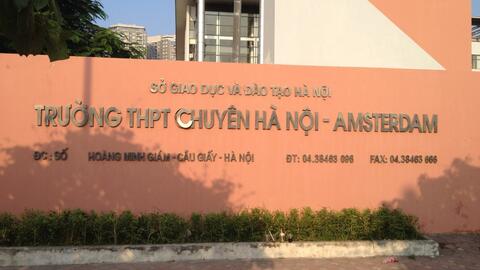 SỞ GIÁO DỤC VÀ ĐÀO TẠO HÀ NỘI
TRƯỜNG THPT CHUYÊN HÀ NỘI - AMSTERDAM
ĐC : SỐ HOÀNG MINH GIÁM - CẦU GIẤY - HÀ NỘI ĐT: 04.38463 096 FAX: 04.38463 666